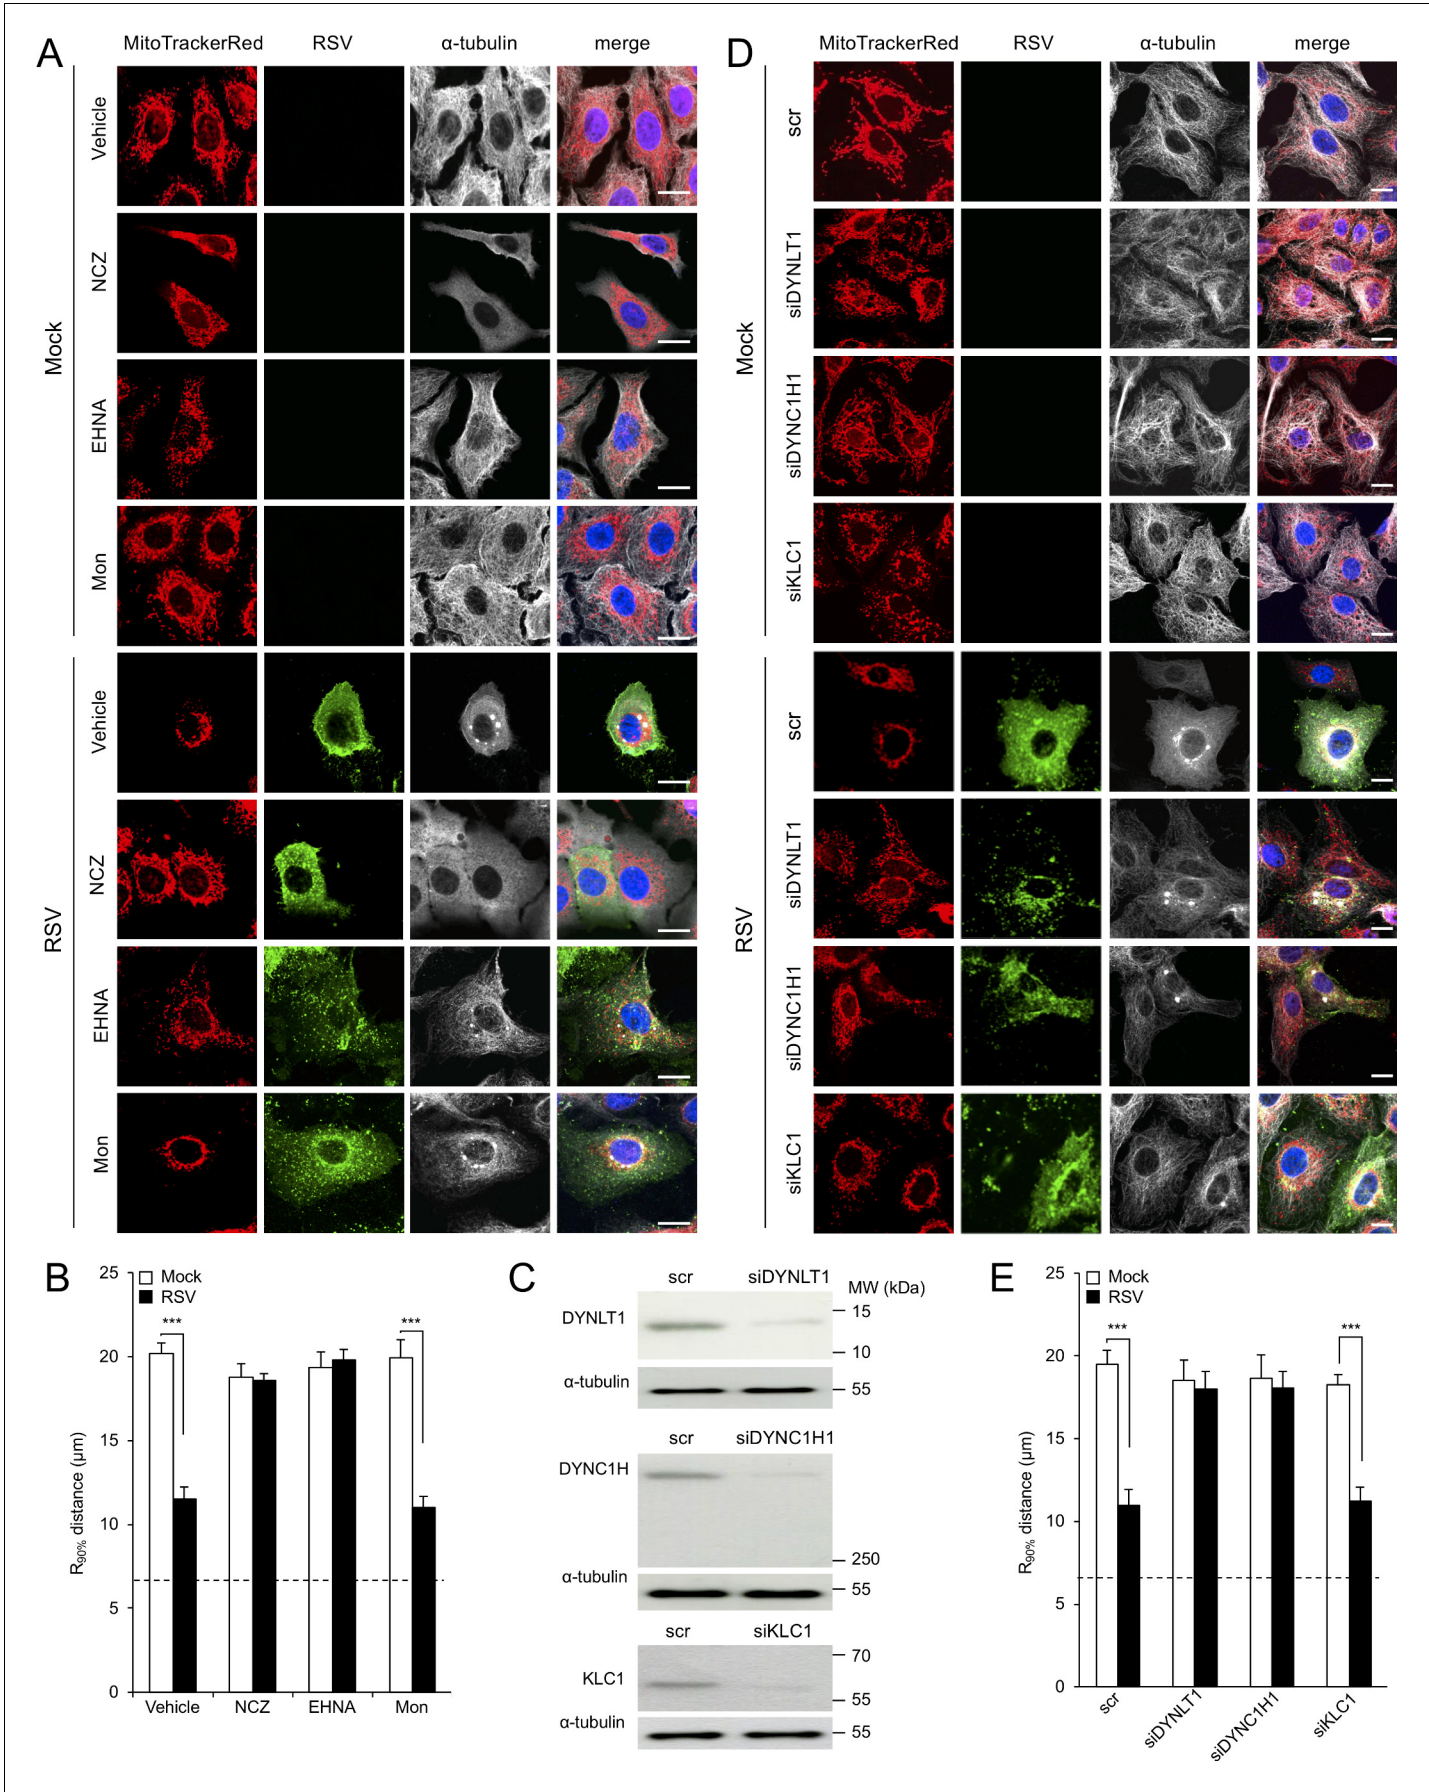 A
MitoTrackerRed RSV α-tubulin merge
Mock
Vehicle
NCZ
EHNA
Mon
RSV
Vehicle
NCZ
EHNA
Mon
D
MitoTrackerRed RSV α-tubulin merge
Mock
scr
siDYNLT1
siDYNC1H1
siKLC1
RSV
scr
siDYNLT1
siDYNC1H1
siKLC1
B
Mock
RSV
R90% distance (μm)
25
20
15
10
5
0
*** ***
Vehicle NCZ EHNA Mon
C
scr siDYNLT1 MW (kDa)
DYNLT1 15
10
α-tubulin 55
scr siDYNC1H1
DYNC1H
250
α-tubulin 55
scr siKLC1
70
KLC1
55
α-tubulin 55
E
Mock
RSV
R90% distance (μm)
25
20
15
10
5
0
*** ***
scr siDYNLT1 siDYNC1H1 siKLC1